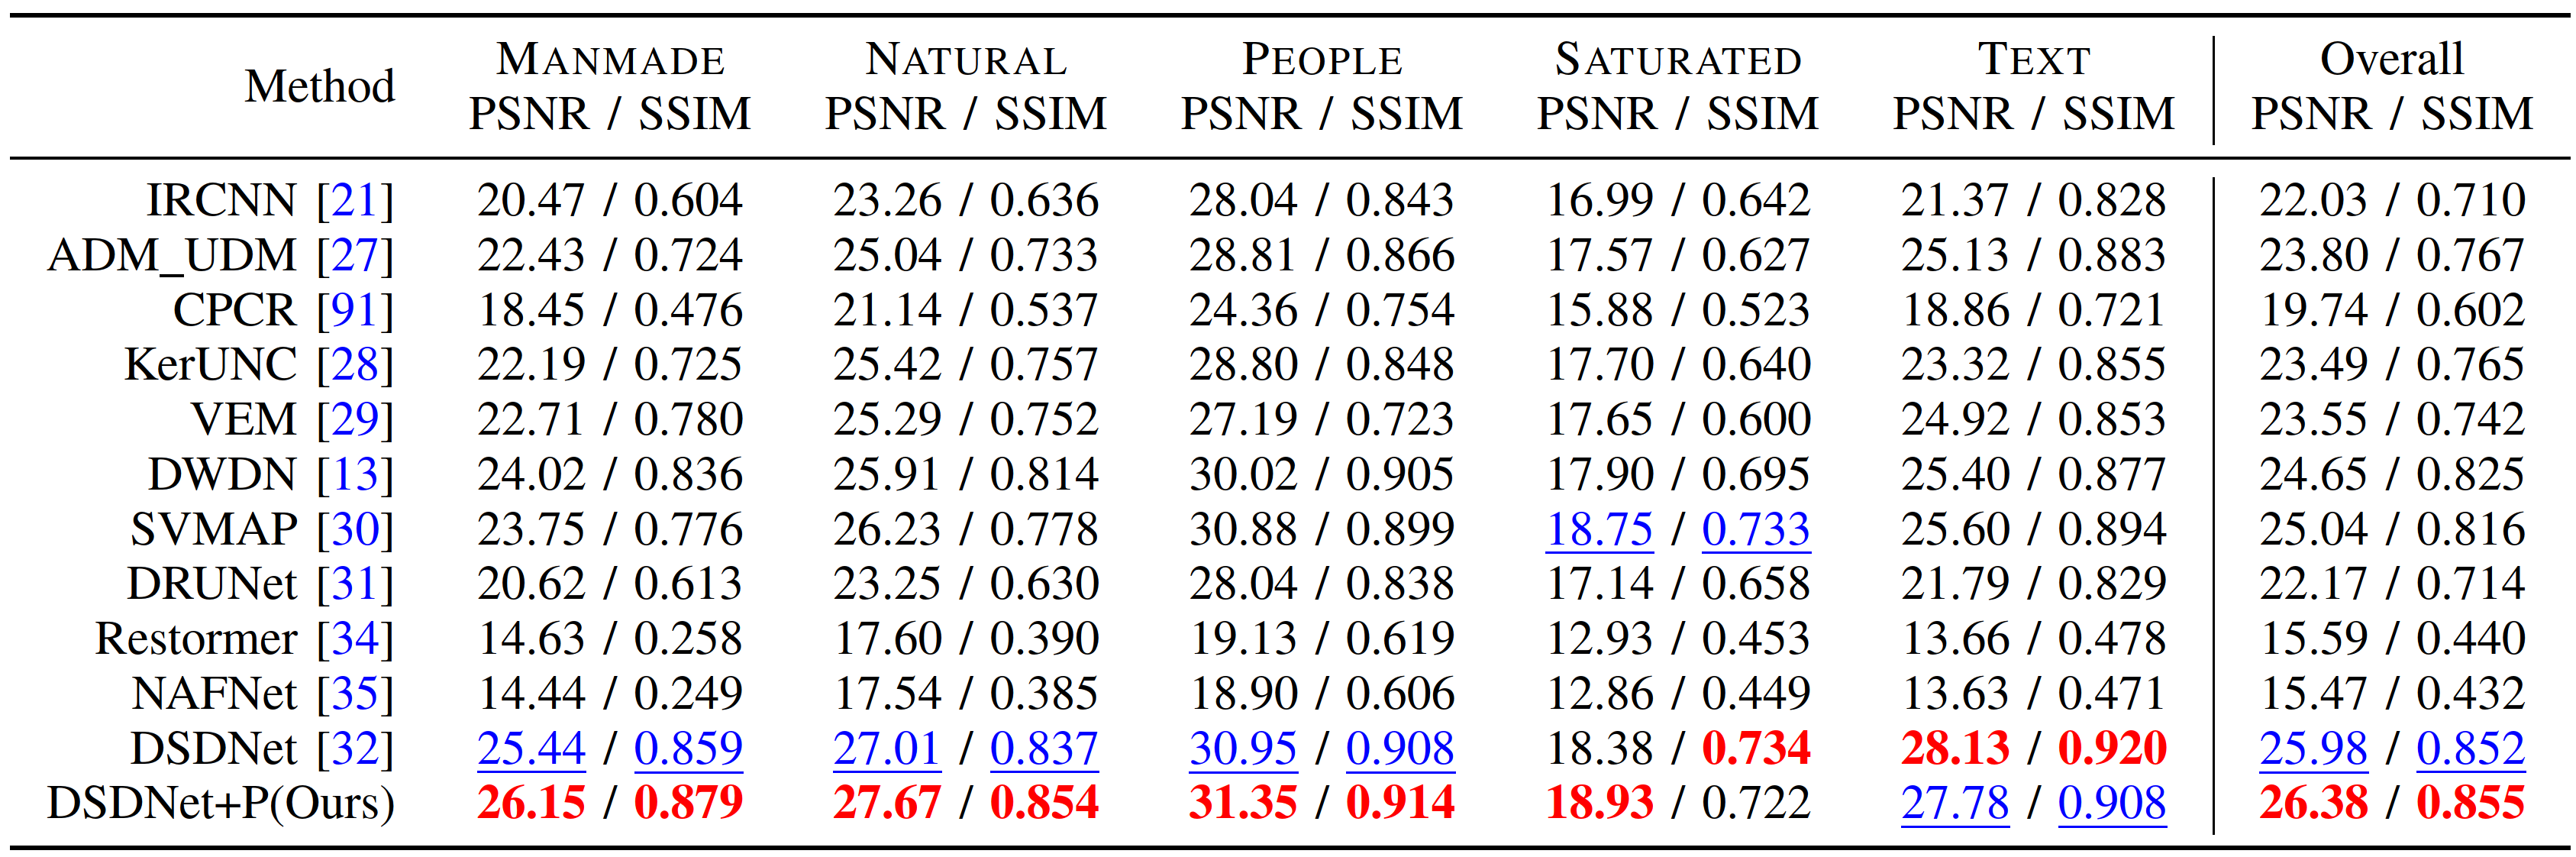 Method MANMADE NATURAL PEOPLE SATURATED TEXT Overall
PSNR / SSIM PSNR / SSIM PSNR / SSIM PSNR / SSIM PSNR / SSIM PSNR / SSIM
IRCNN [21] 20.47 / 0.604 23.26 / 0.636 28.04 / 0.843 16.99 / 0.642 21.37 / 0.828 22.03 / 0.710
ADM_UDM [27] 22.43 / 0.724 25.04 / 0.733 28.81 / 0.866 17.57 / 0.627 25.13 / 0.883 23.80 / 0.767
CPCR [91] 18.45 / 0.476 21.14 / 0.537 24.36 / 0.754 15.88 / 0.523 18.86 / 0.721 19.74 / 0.602
KerUNC [28] 22.19 / 0.725 25.42 / 0.757 28.80 / 0.848 17.70 / 0.640 23.32 / 0.855 23.49 / 0.765
VEM [29] 22.71 / 0.780 25.29 / 0.752 27.19 / 0.723 17.65 / 0.600 24.92 / 0.853 23.55 / 0.742
DWDN [13] 24.02 / 0.836 25.91 / 0.814 30.02 / 0.905 17.90 / 0.695 25.40 / 0.877 24.65 / 0.825
SVMAP [30] 23.75 / 0.776 26.23 / 0.778 30.88 / 0.899 18.75 / 0.733 25.60 / 0.894 25.04 / 0.816
DRUNet [31] 20.62 / 0.613 23.25 / 0.630 28.04 / 0.838 17.14 / 0.658 21.79 / 0.829 22.17 / 0.714
Restormer [34] 14.63 / 0.258 17.60 / 0.390 19.13 / 0.619 12.93 / 0.453 13.66 / 0.478 15.59 / 0.440
NAFNet [35] 14.44 / 0.249 17.54 / 0.385 18.90 / 0.606 12.86 / 0.449 13.63 / 0.471 15.47 / 0.432
DSDNet [32] 25.44 / 0.859 27.01 / 0.837 30.95 / 0.908 18.38 / 0.734 28.13 / 0.920 25.98 / 0.852
DSDNet+P(Ours) 26.15 / 0.879 27.67 / 0.854 31.35 / 0.914 18.93 / 0.722 27.78 / 0.908 26.38 / 0.855